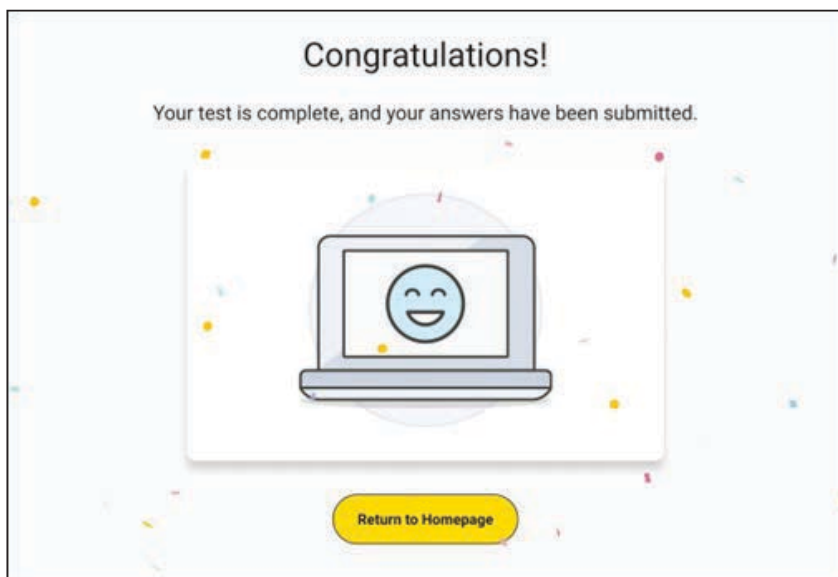 Congratulations!
Your test is complete, and your answers have been submitted.
Return to Homepage